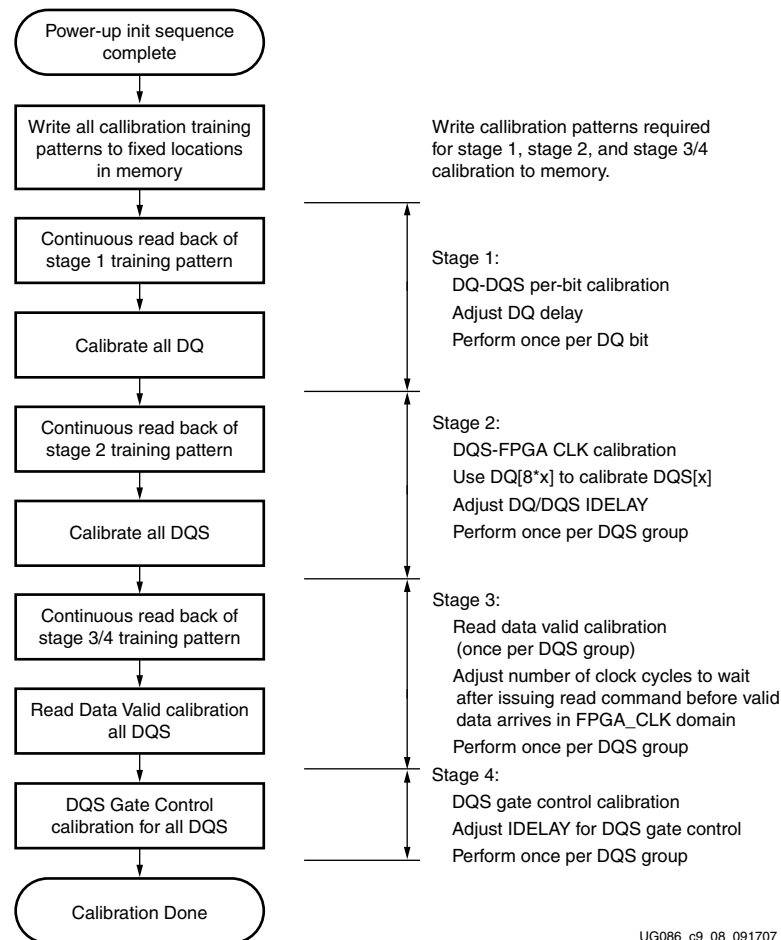 Power-up init sequence
complete
Write all callibration training
patterns to fixed locations
in memory
Write callibration patterns required
for stage 1, stage 2, and stage 3/4
calibration to memory.
Continuous read back of
stage 1 training pattern
Calibrate all DQ
Stage 1:
DQ-DQS per-bit calibration
Adjust DQ delay
Perform once per DQ bit
Continuous read back of
stage 2 training pattern
Calibrate all DQS
Stage 2:
DQS-FPGA CLK calibration
Use DQ[8*x] to calibrate DQS[x]
Adjust DQ/DQS IDELAY
Perform once per DQS group
Continuous read back of
stage 3/4 training pattern
Read Data Valid calibration
all DQS
Stage 3:
Read data valid calibration
(once per DQS group)
Adjust number of clock cycles to wait
after issuing read command before valid
data arrives in FPGA_CLK domain
Perform once per DQS group
DQS Gate Control
calibration for all DQS
Stage 4:
DQS gate control calibration
Adjust IDELAY for DQS gate control
Perform once per DQS group
Calibration Done
UG086_c9_08_091707